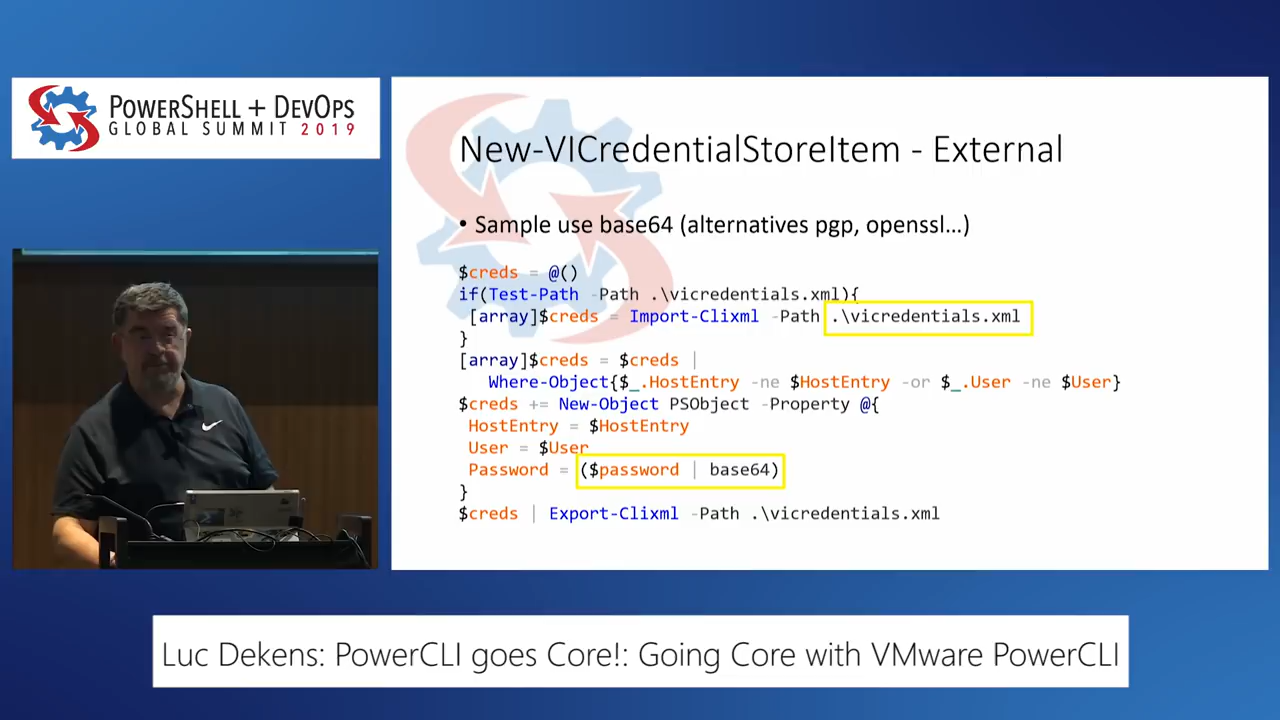 POWERSHELL + DEVOPS
GLOBAL SUMMIT 2019
New-VICredentialStoreItem - External
• Sample use base64 (alternatives pgp, openssl…)
$creds = @()
if(Test-Path -Path .\vicredentials.xml){
[array]$creds = Import-Clixml -Path .\vicredentials.xml
}
[array]$creds = $creds |
Where-Object{$_.HostEntry -ne $HostEntry -or $_.User -ne $User}
$creds += New-Object PSObject -Property @{
HostEntry = $HostEntry
User = $User
Password = ($password | base64)
}
$creds | Export-Clixml -Path .\vicredentials.xml
Luc Dekens: PowerCLI goes Core!: Going Core with VMware PowerCLI